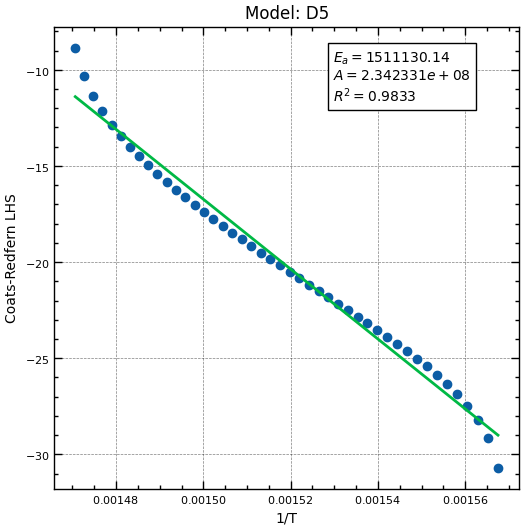 Model: D5
E_a = 1511130.14
A = 2.342331e + 08
R² = 0.9833
Coats-Redfern LHS
−10
−15
−20
−25
−30
0.00148 0.00150 0.00152 0.00154 0.00156
1/T